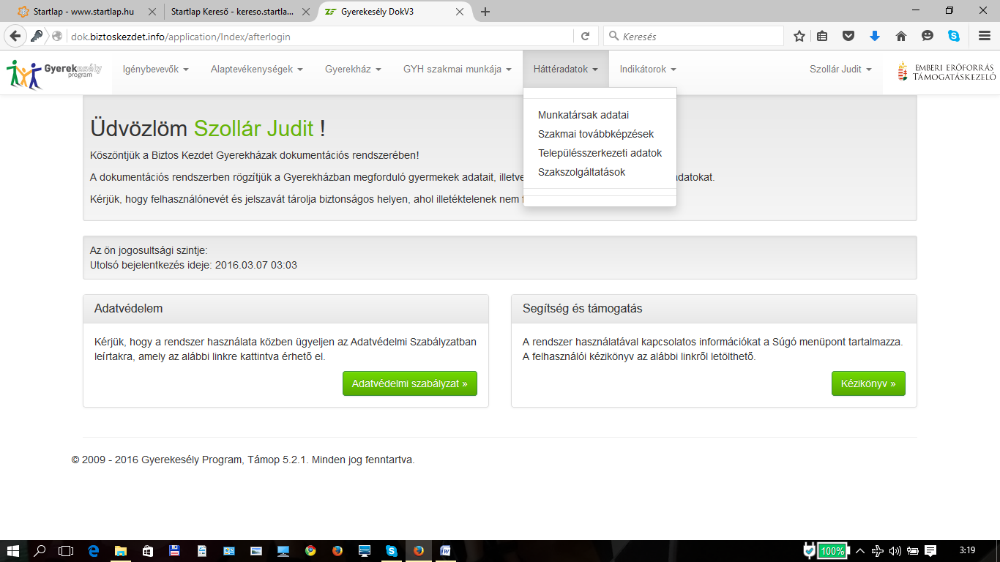 Startlap - www.startlap.hu
Startlap Kereső - kereso.startla...
Gyerekesély DokV3
dok.biztoskezdet.info/application/Index/afterlogin
Keresés
Gyerekesély program
Igénybevevők
Alaptevékenységek
Gyerekház
GYH szakmai munkája
Háttéradatok
Indikátorok
Szollár Judit
EMBERI ERŐFORRÁS
TÁMOGATÁSKEZELŐ
Munkatársak adatai
Szakmai továbbképzések
Településszerkezeti adatok
Szakszolgáltatások
Üdvözlöm Szollár Judit !
Köszöntjük a Biztos Kezdet Gyerekházak dokumentációs rendszerében!
A dokumentációs rendszerben rögzítjük a Gyerekházban megforduló gyermekek adatait, illetve adatokat.
Kérjük, hogy felhasználónevét és jelszavát tárolja biztonságos helyen, ahol illetéktelenek nem
Az ön jogosultsági szintje:
Utolsó bejelentkezés ideje: 2016.03.07 03:03
Adatvédelem
Kérjük, hogy a rendszer használata közben ügyeljen az Adatvédelmi Szabályzatban
leírtakra, amely az alábbi linkre kattintva érhető el.
Adatvédelmi szabályzat »
Segítség és támogatás
A rendszer használatával kapcsolatos információkat a Súgó menüpont tartalmazza.
A felhasználói kézikönyv az alábbi linkről letölthető.
Kézikönyv »
© 2009 - 2016 Gyerekesély Program, Támop 5.2.1. Minden jog fenntartva.
100%
3:19